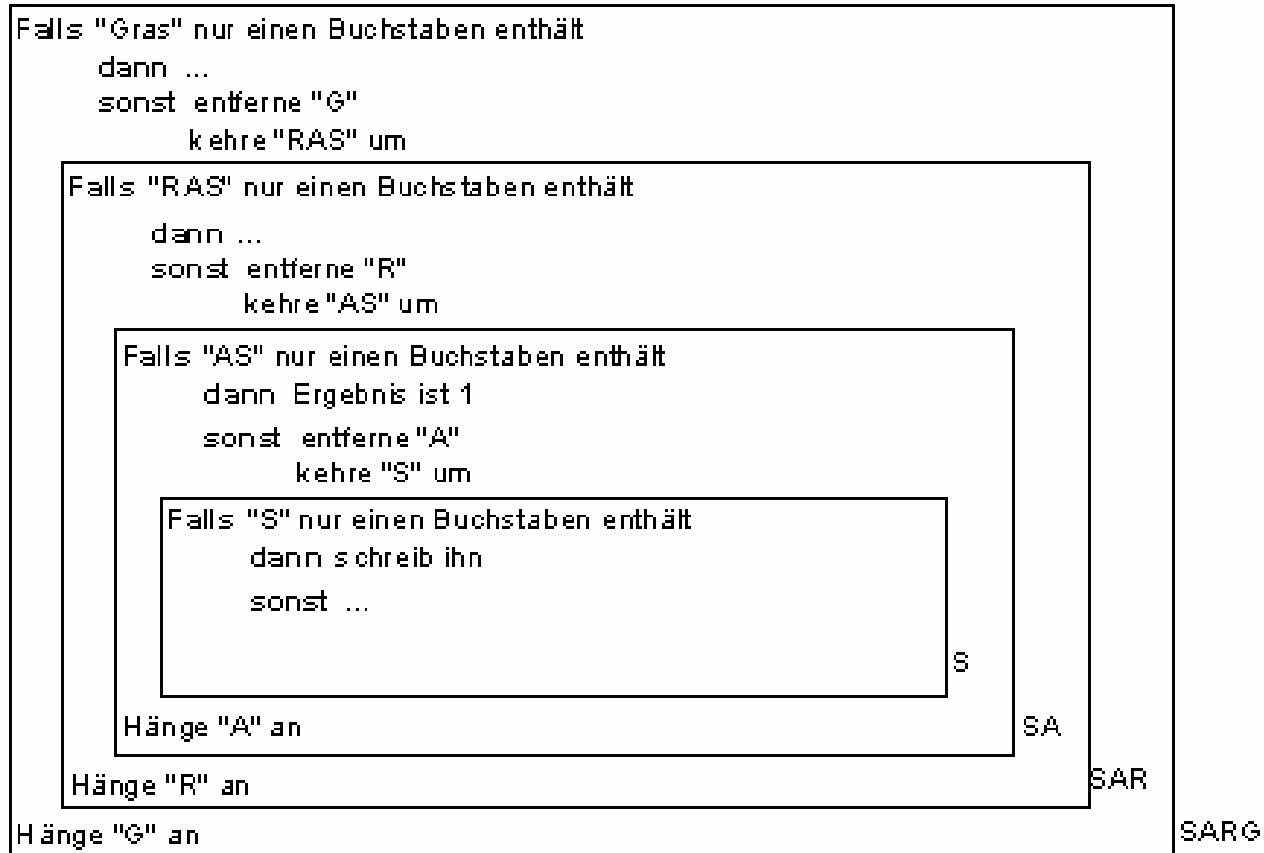 Falls "Gras" nur einen Buchstaben enthält
dann ...
sonst entferne "G"
kehre "RAS" um
Falls "RAS" nur einen Buchstaben enthält
dann ...
sonst entferne "R"
kehre "AS" um
Falls "AS" nur einen Buchstaben enthält
dann Ergebnis ist 1
sonst entferne "A"
kehre "S" um
Falls "S" nur einen Buchstaben enthält
dann schreib ihn
sonst ...
S
Hänge "A" an SA
Hänge "R" an SAR
Hänge "G" an SARG